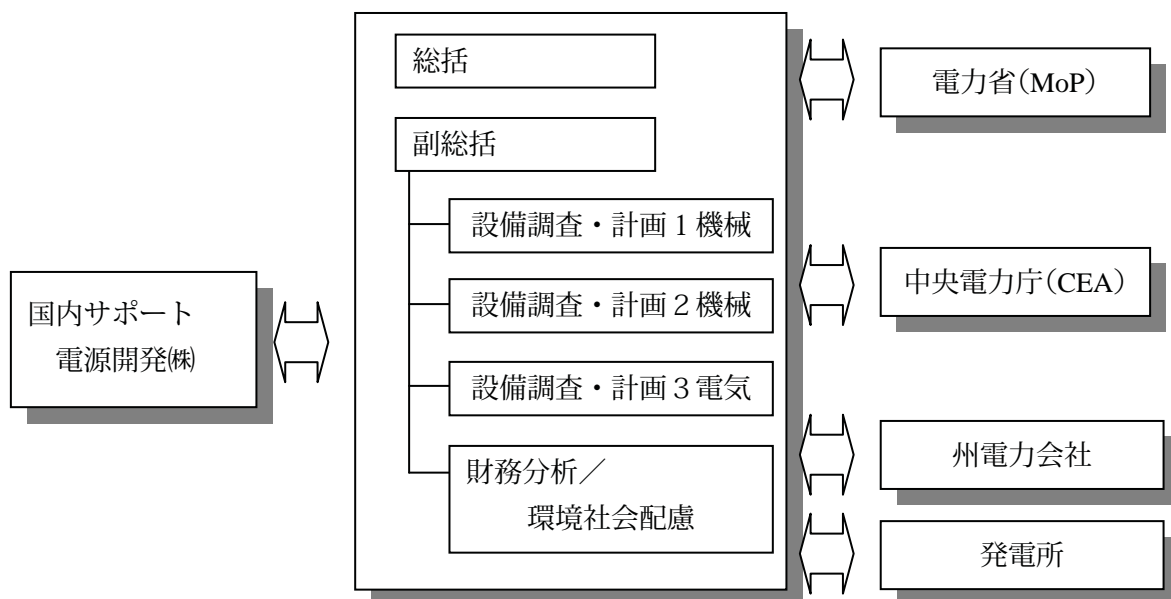 総括
副総括
設備調査・計画１機械
設備調査・計画２機械
設備調査・計画３電気
財務分析／
環境社会配慮
国内サポート
電源開発㈱
電力省（MoP）
中央電力庁（CEA）
州電力会社
発電所